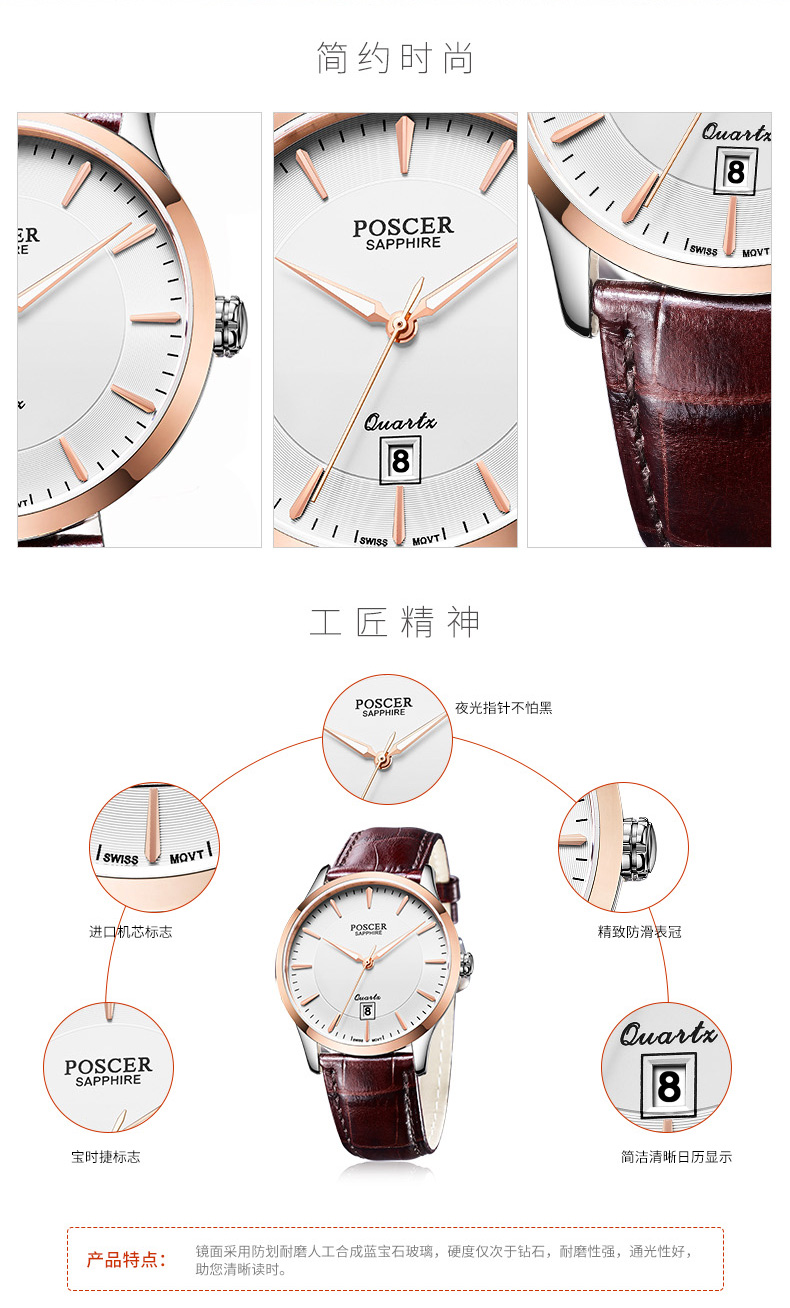 简约时尚
ER
RE
z
VT
POSCER
SAPPHIRE
Quartz
8
SWISS MOVT
Quartz
8
SWISS MOVT
工匠精神
POSCER
SAPPHIRE
夜光指针不怕黑
SWISS MOVT
进口机芯标志
精致防滑表冠
POSCER
SAPPHIRE
Quartz
8
SWISS MOVT
POSCER
SAPPHIRE
宝时捷标志
Quartz
8
简洁清晰日历显示
产品特点：
镜面采用防划耐磨人工合成蓝宝石玻璃，硬度仅次于钻石，耐磨性强，通光性好，
助您清晰读时。